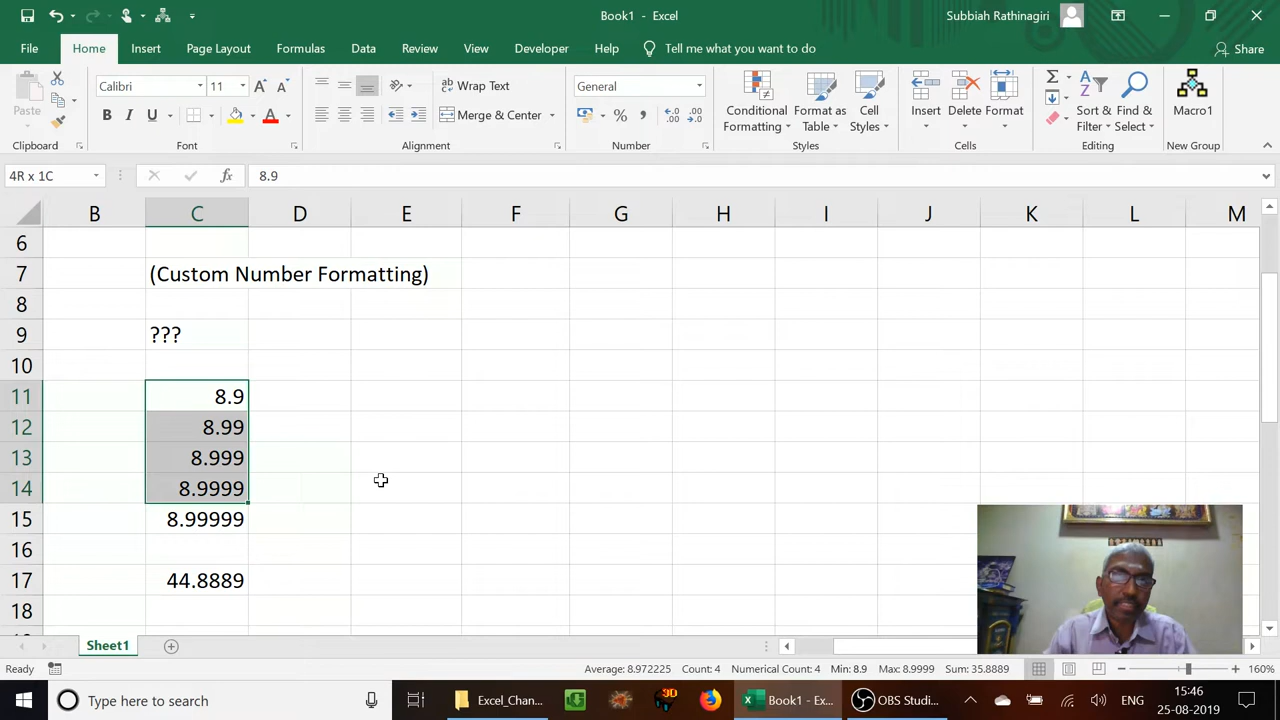 Book1 - Excel
Subbiah Rathinagiri
File Home Insert Page Layout Formulas Data Review View Developer Help Tell me what you want to do Share
Paste
Calibri 11
B I U
Wrap Text
Merge & Center
General
Conditional Formatting
Format as Table
Cell Styles
Insert Delete Format
Sort & Filter
Find & Select
Macro1
Clipboard Font Alignment Number Styles Cells Editing New Group
4R x 1C
8.9
B C D E F G H I J K L M
6
7 (Custom Number Formatting)
8
9 ???
10
11 8.9
12 8.99
13 8.999
14 8.9999
15 8.99999
16
17 44.8889
18
Sheet1
Ready Average: 8.972225 Count: 4 Numerical Count: 4 Min: 8.9 Max: 8.9999 Sum: 35.8889 160%
Type here to search
Excel_Chan...
3D
Book1 - Exc...
OBS Studi...
ENG
15:46
25-08-2019